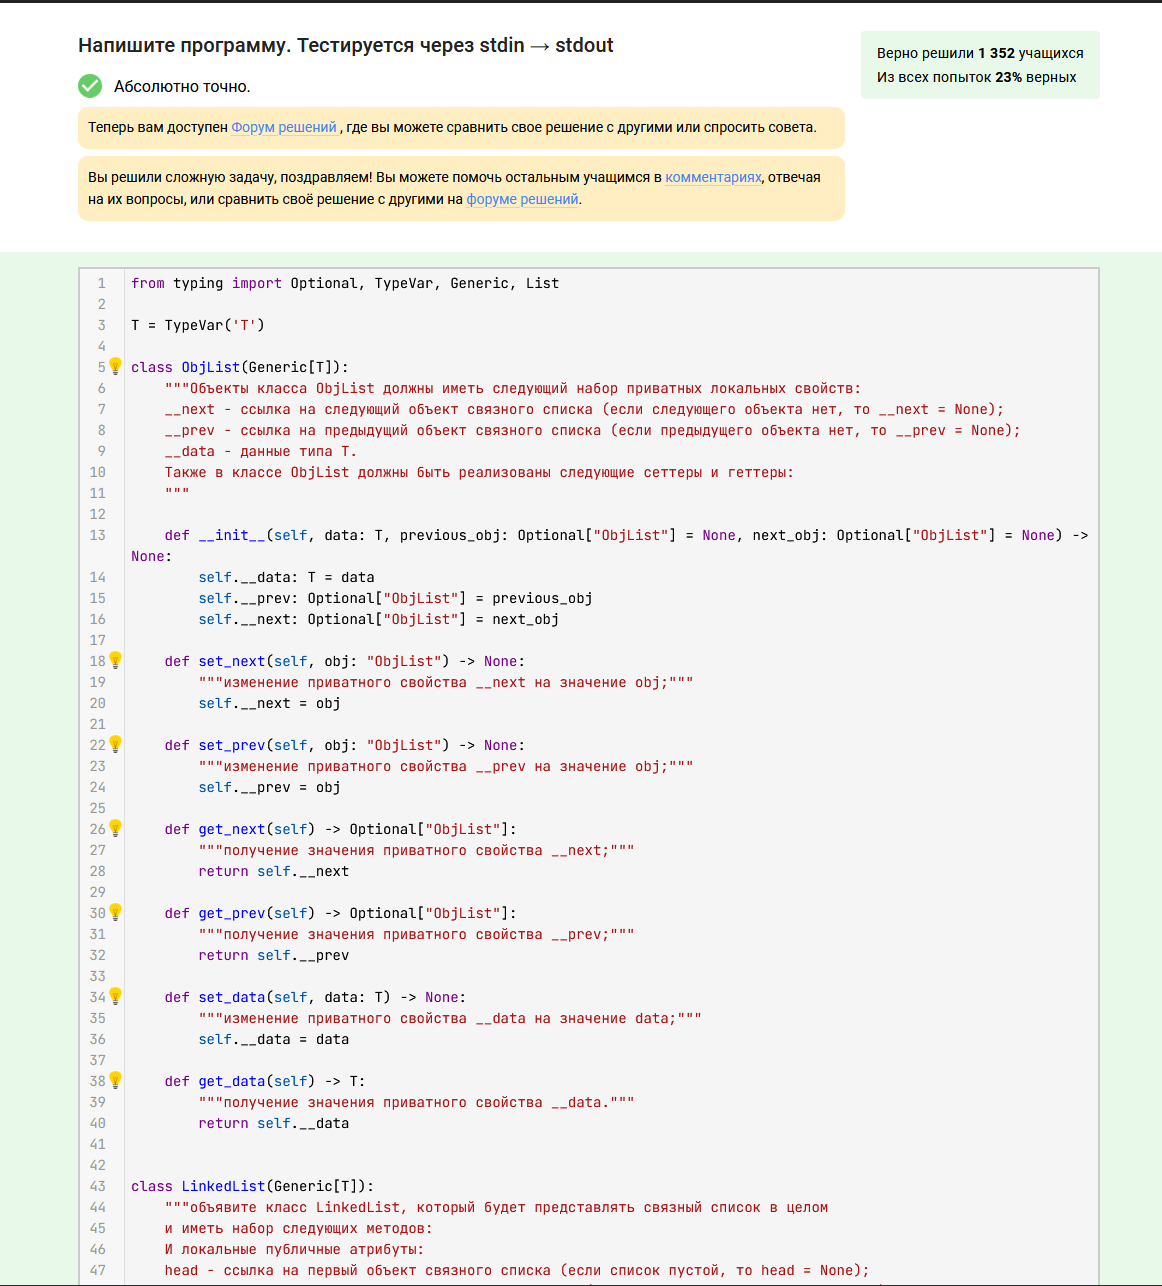 Напишите программу. Тестируется через stdin → stdout
Верно решили 1 352 учащихся
Из всех попыток 23% верных
Абсолютно точно.
Теперь вам доступен Форум решений , где вы можете сравнить свое решение с другими или спросить совета.
Вы решили сложную задачу, поздравляем! Вы можете помочь остальным учащимся в комментариях, отвечая
на их вопросы, или сравнить своё решение с другими на форуме решений.
1 from typing import Optional, TypeVar, Generic, List
2
3 T = TypeVar('T')
4
5 class ObjList(Generic[T]):
6     """Объекты класса ObjList должны иметь следующий набор приватных локальных свойств:
7     __next - ссылка на следующий объект связного списка (если следующего объекта нет, то __next = None);
8     __prev - ссылка на предыдущий объект связного списка (если предыдущего объекта нет, то __prev = None);
9     __data - данные типа T.
10     Также в классе ObjList должны быть реализованы следующие сеттеры и геттеры:
11     """
12
13     def __init__(self, data: T, previous_obj: Optional["ObjList"] = None, next_obj: Optional["ObjList"] = None) ->
None:
14         self.__data: T = data
15         self.__prev: Optional["ObjList"] = previous_obj
16         self.__next: Optional["ObjList"] = next_obj
17
18     def set_next(self, obj: "ObjList") -> None:
19         """изменение приватного свойства __next на значение obj;"""
20         self.__next = obj
21
22     def set_prev(self, obj: "ObjList") -> None:
23         """изменение приватного свойства __prev на значение obj;"""
24         self.__prev = obj
25
26     def get_next(self) -> Optional["ObjList"]:
27         """получение значения приватного свойства __next;"""
28         return self.__next
29
30     def get_prev(self) -> Optional["ObjList"]:
31         """получение значения приватного свойства __prev;"""
32         return self.__prev
33
34     def set_data(self, data: T) -> None:
35         """изменение приватного свойства __data на значение data;"""
36         self.__data = data
37
38     def get_data(self) -> T:
39         """получение значения приватного свойства __data."""
40         return self.__data
41
42
43 class LinkedList(Generic[T]):
44     """объявите класс LinkedList, который будет представлять связный список в целом
45     и иметь набор следующих методов:
46     И локальные публичные атрибуты:
47     head - ссылка на первый объект связного списка (если список пустой, то head = None);